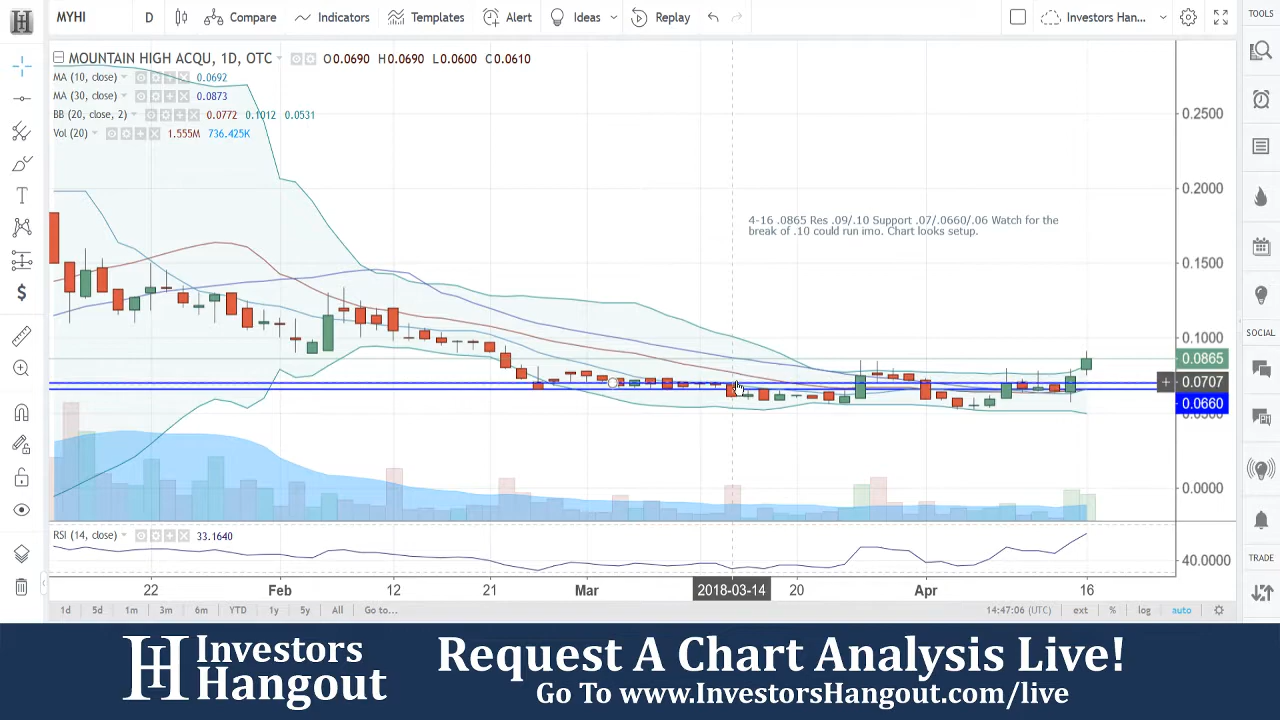 MYHI D Compare Indicators Templates Alert Ideas Replay Investors Han... TOOLS
MOUNTAIN HIGH ACQU, 1D, OTC O0.0690 H0.0690 L0.0600 C0.0610
MA (10, close) 0.0692
MA (30, close) 0.0873
BB (20, close, 2) 0.0772 0.1012 0.0531
Vol (20) 1.555M 736.425K
0.2500
0.2000
4-16 .0865 Res .09/.10 Support .07/.0660/.06 Watch for the
break of .10 could run imo. Chart looks setup.
0.1500
SOCIAL
0.1000
0.0865
0.0707
0.0660
0.0000
RSI (14, close) 33.1640
40.0000
TRADE
22 Feb 12 21 Mar 2018-03-14 20 Apr 16
1d 5d 1m 3m 6m YTD 1y 5y All Go to... 14:47:06 (UTC) ext % log auto
Investors
Hangout
Request A Chart Analysis Live!
Go To www.InvestorsHangout.com/live